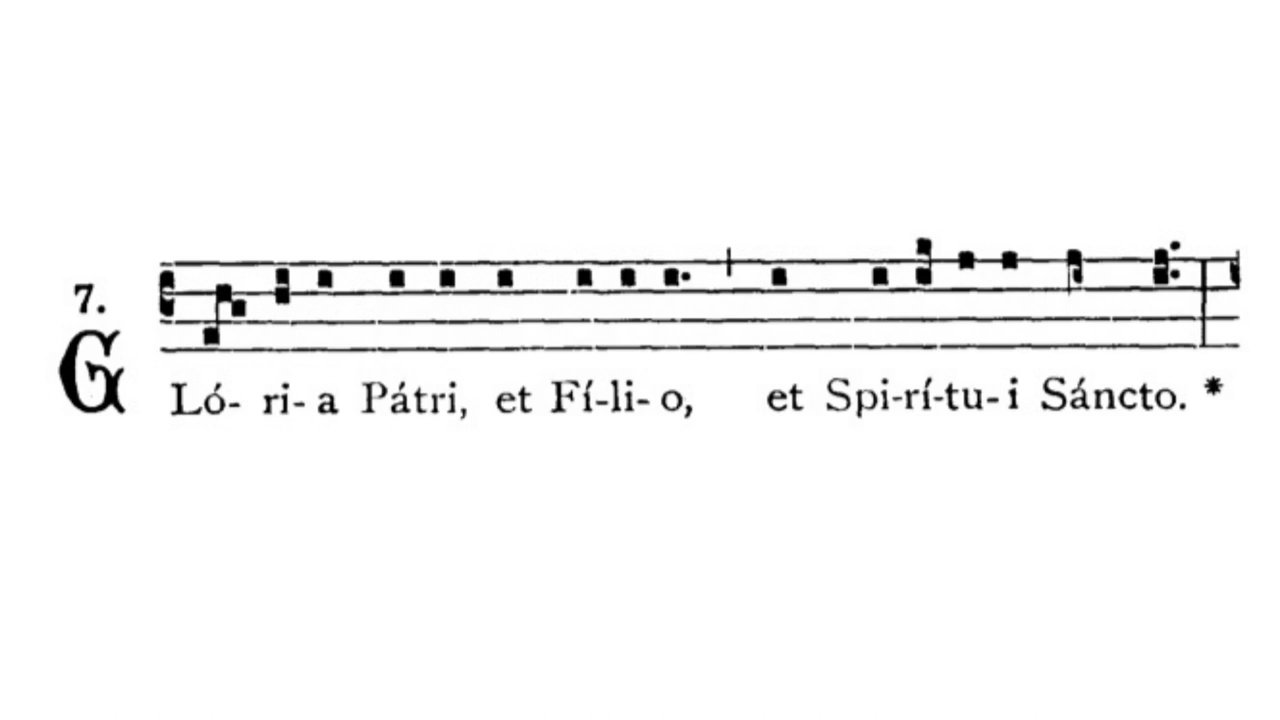 7.
GLó- ri- a Pátri, et Fí-li- o, et Spi-rí-tu- i Sáncto. *